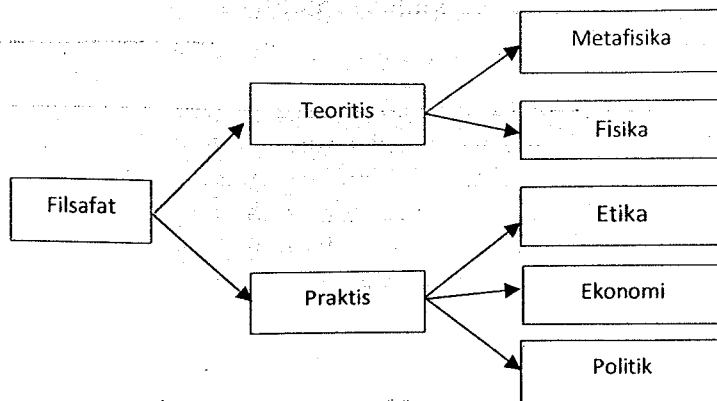 Filsafat
Teoritis
Metafisika
Fisika
Praktis
Etika
Ekonomi
Politik